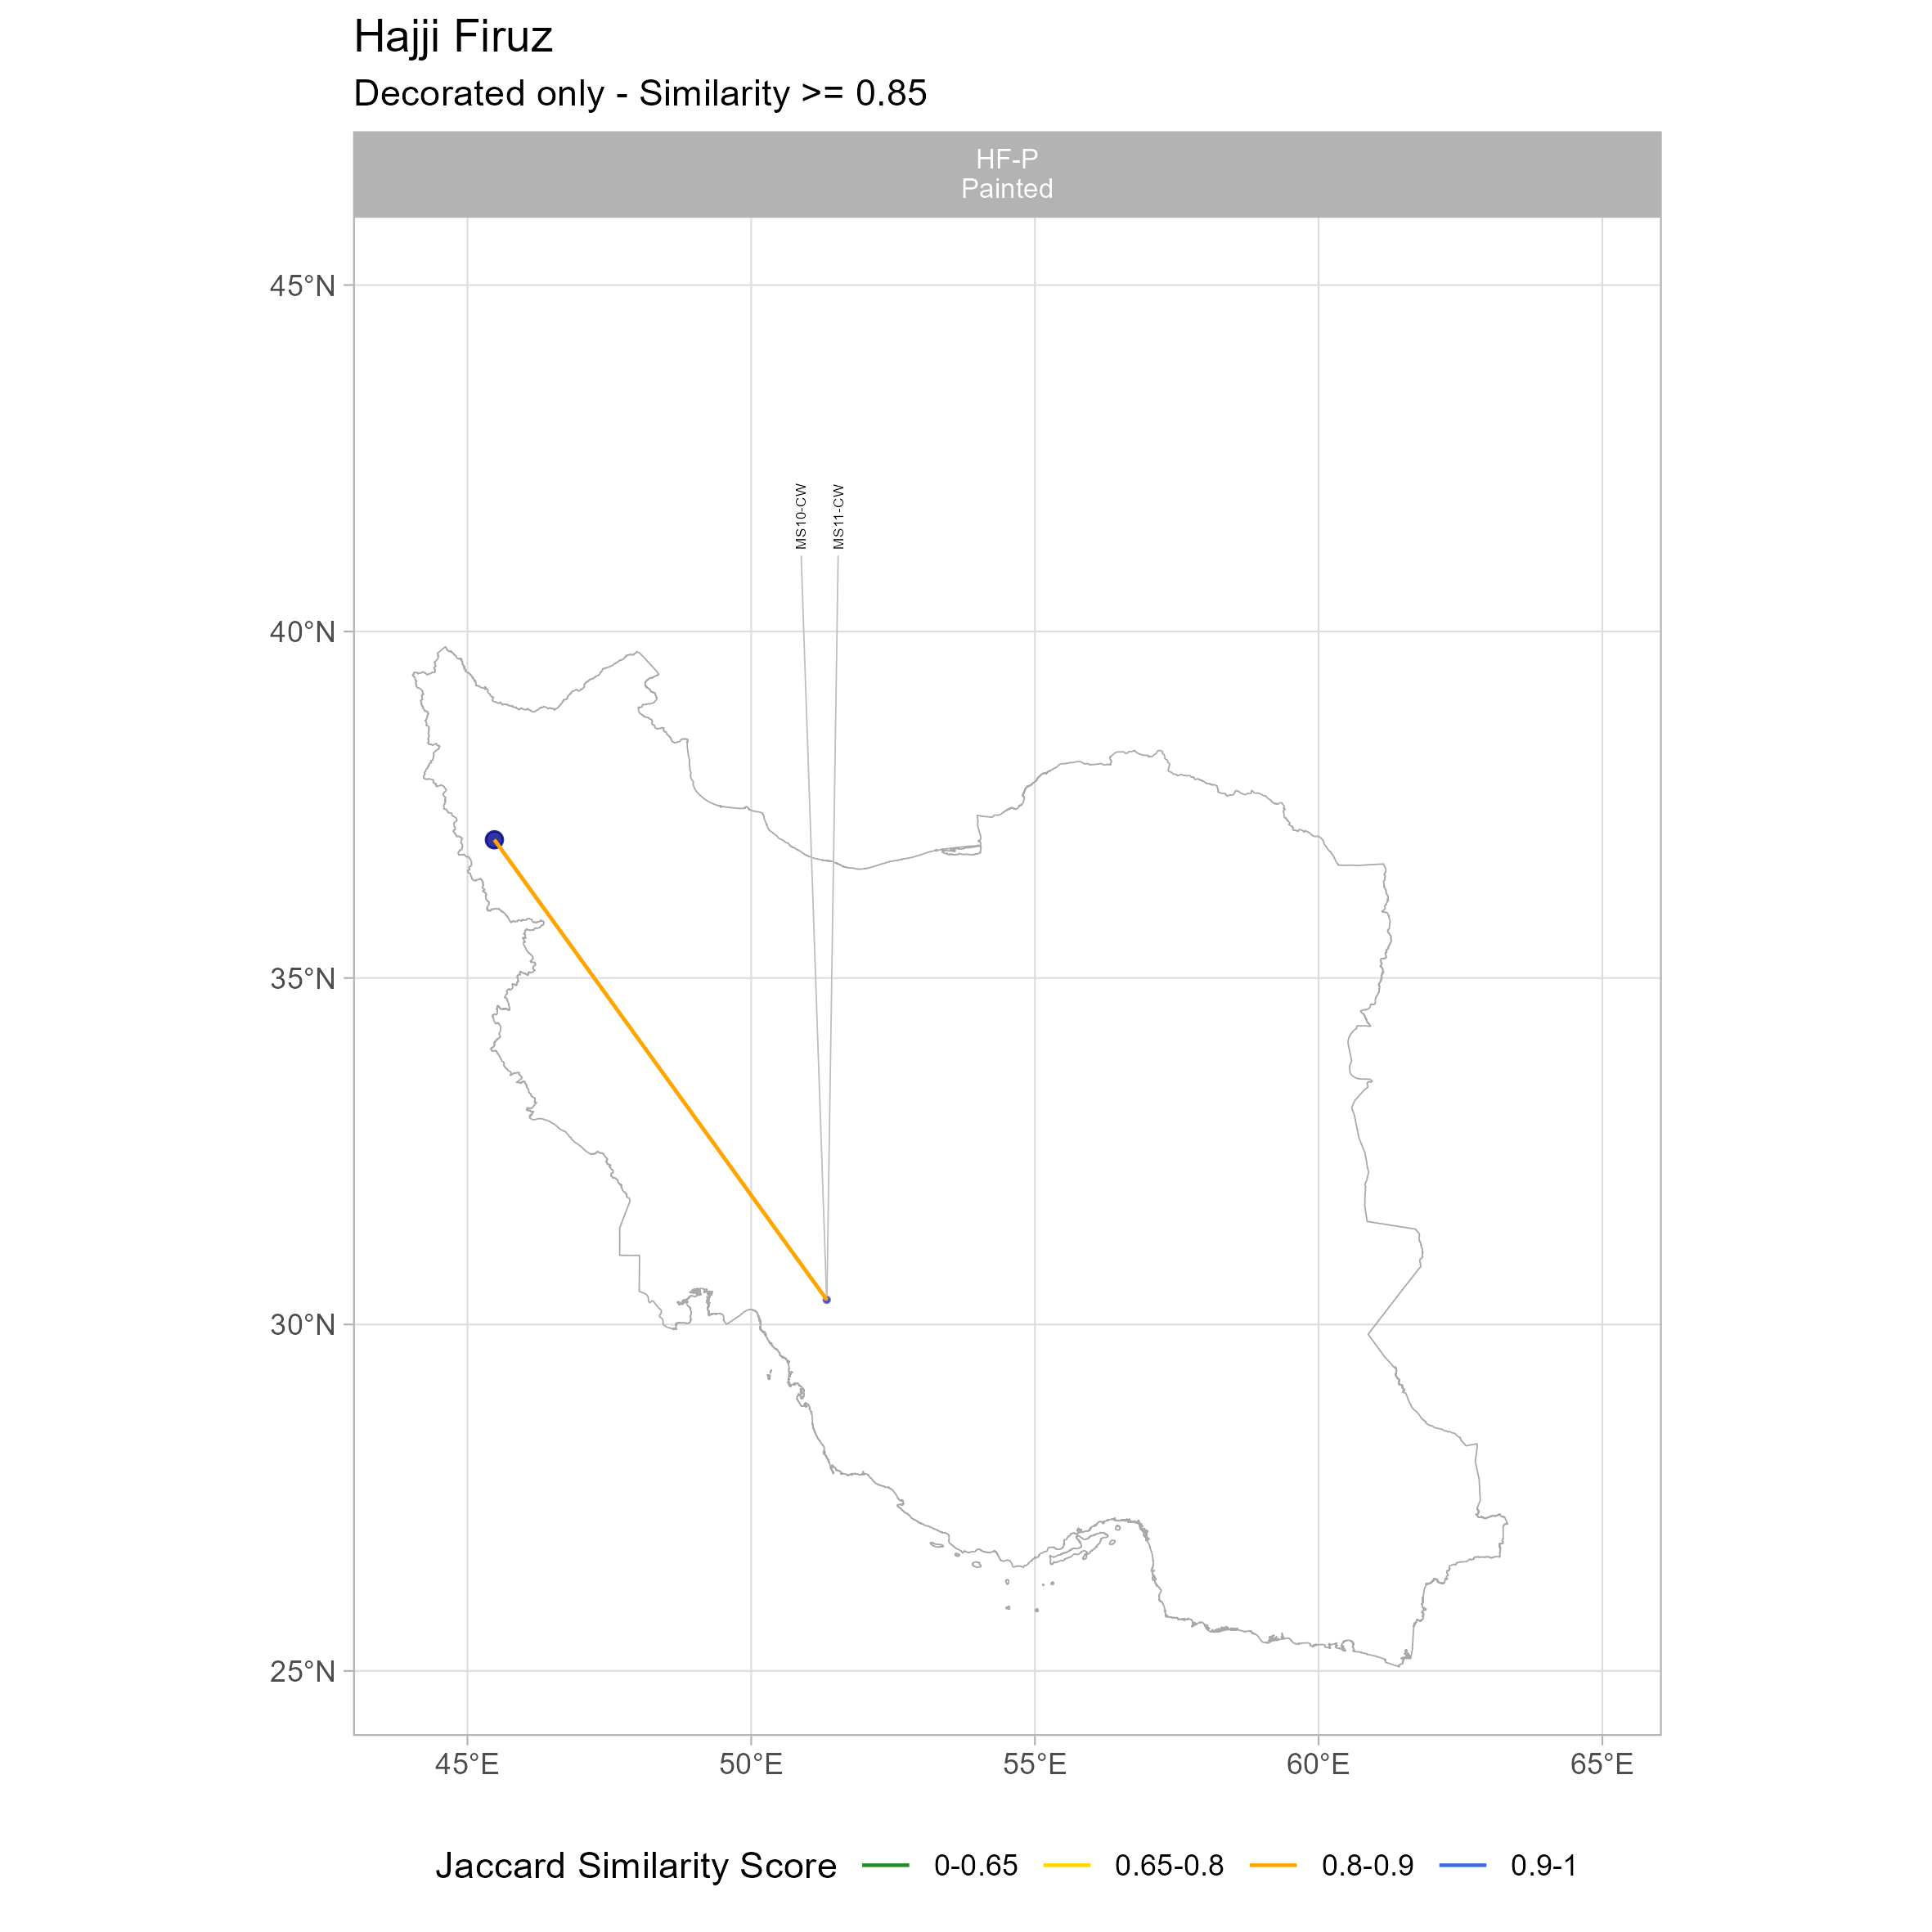 Hajji Firuz
Decorated only - Similarity >= 0.85
HF-P
Painted
45°N
40°N
35°N
30°N
25°N
MS10-CW
MS11-CW
45°E
50°E
55°E
60°E
65°E
Jaccard Similarity Score 0-0.65 0.65-0.8 0.8-0.9 0.9-1